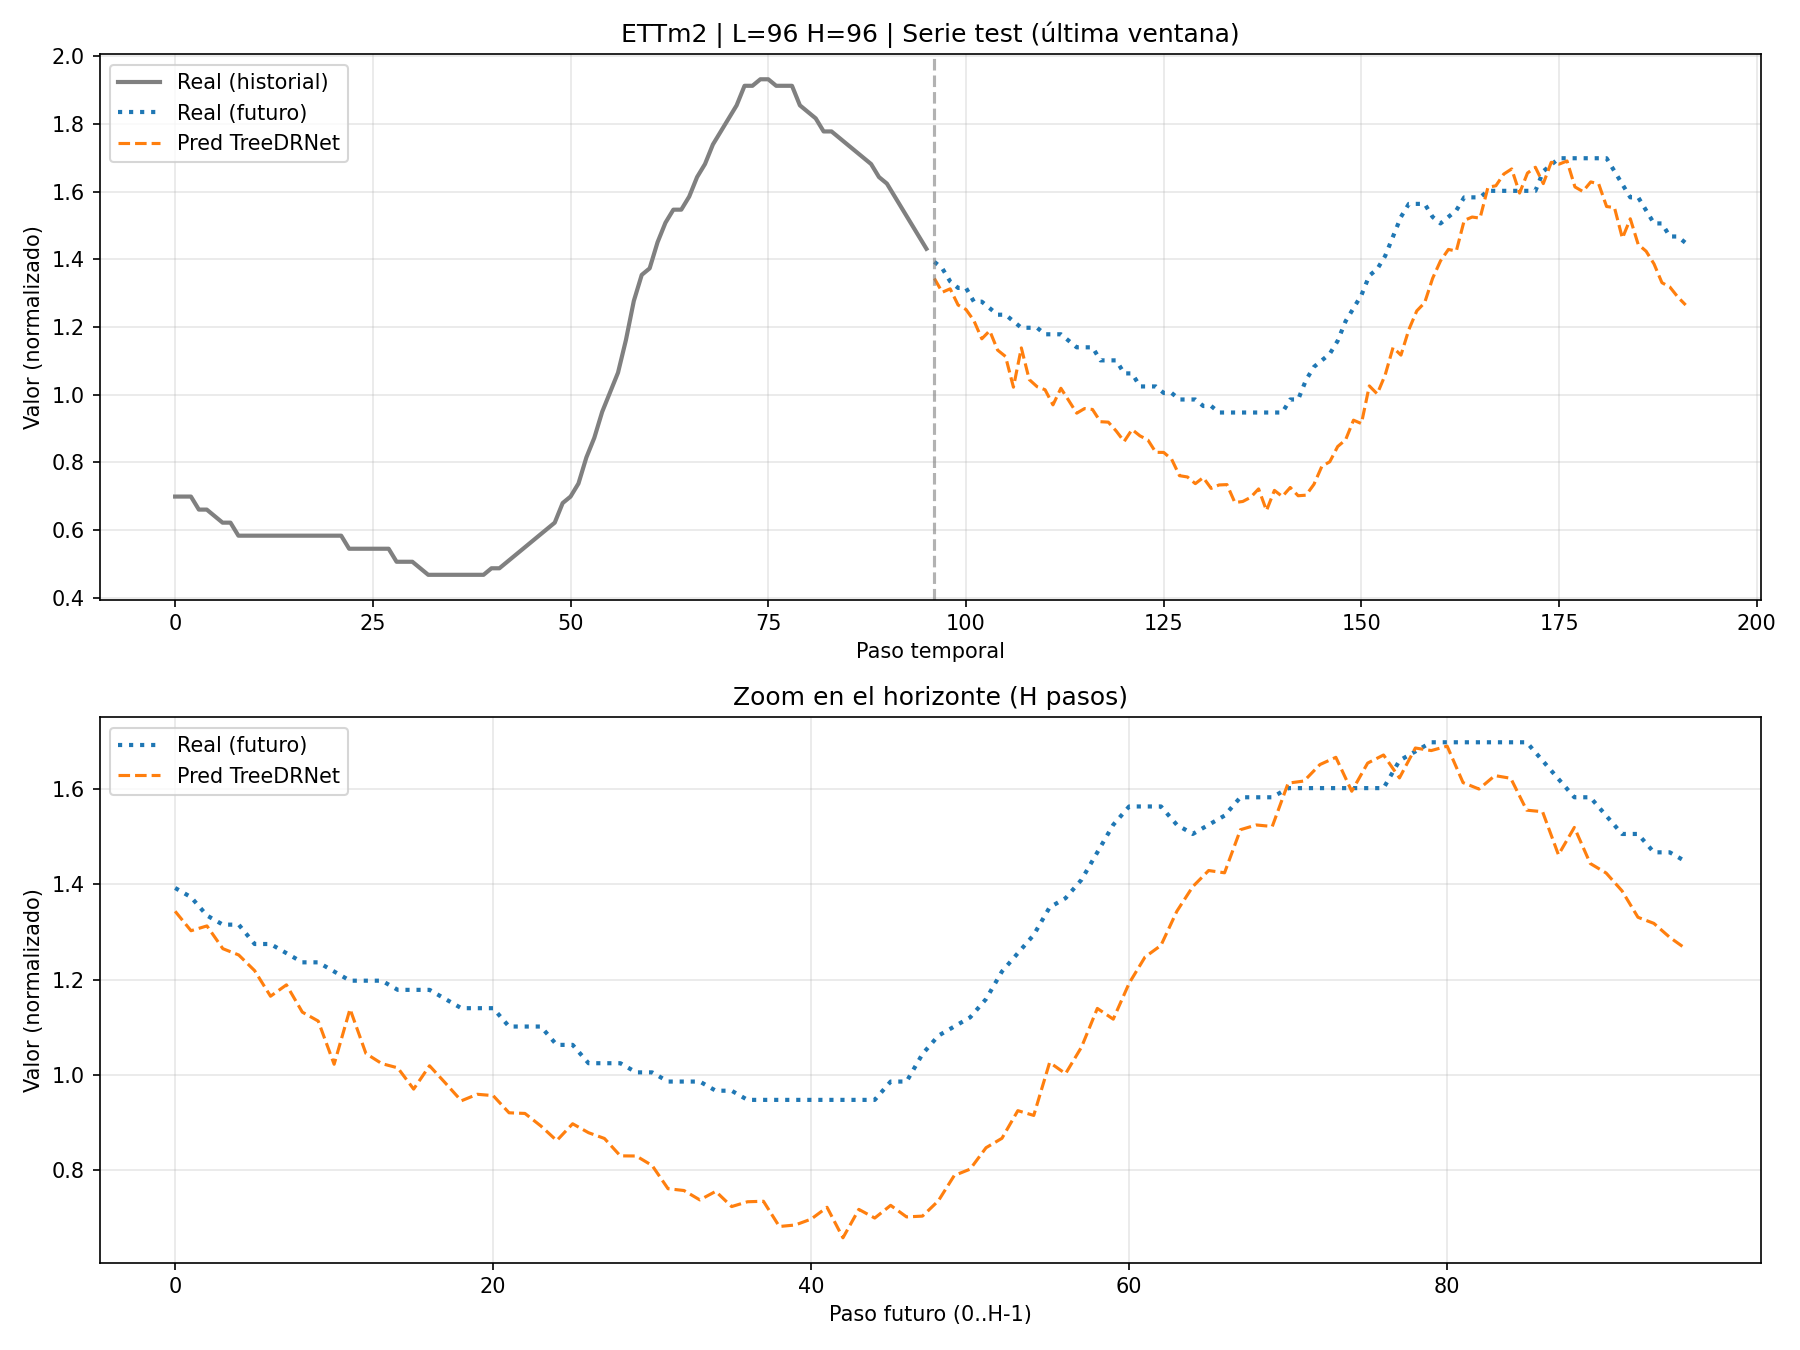 ETTm2 | L=96 H=96 | Serie test (última ventana)
Real (historial)
Real (futuro)
Pred TreeDRNet
Valor (normalizado)
2.0
1.8
1.6
1.4
1.2
1.0
0.8
0.6
0.4
0 25 50 75 100 125 150 175 200
Paso temporal
Zoom en el horizonte (H pasos)
Real (futuro)
Pred TreeDRNet
Valor (normalizado)
1.6
1.4
1.2
1.0
0.8
0 20 40 60 80
Paso futuro (0..H-1)